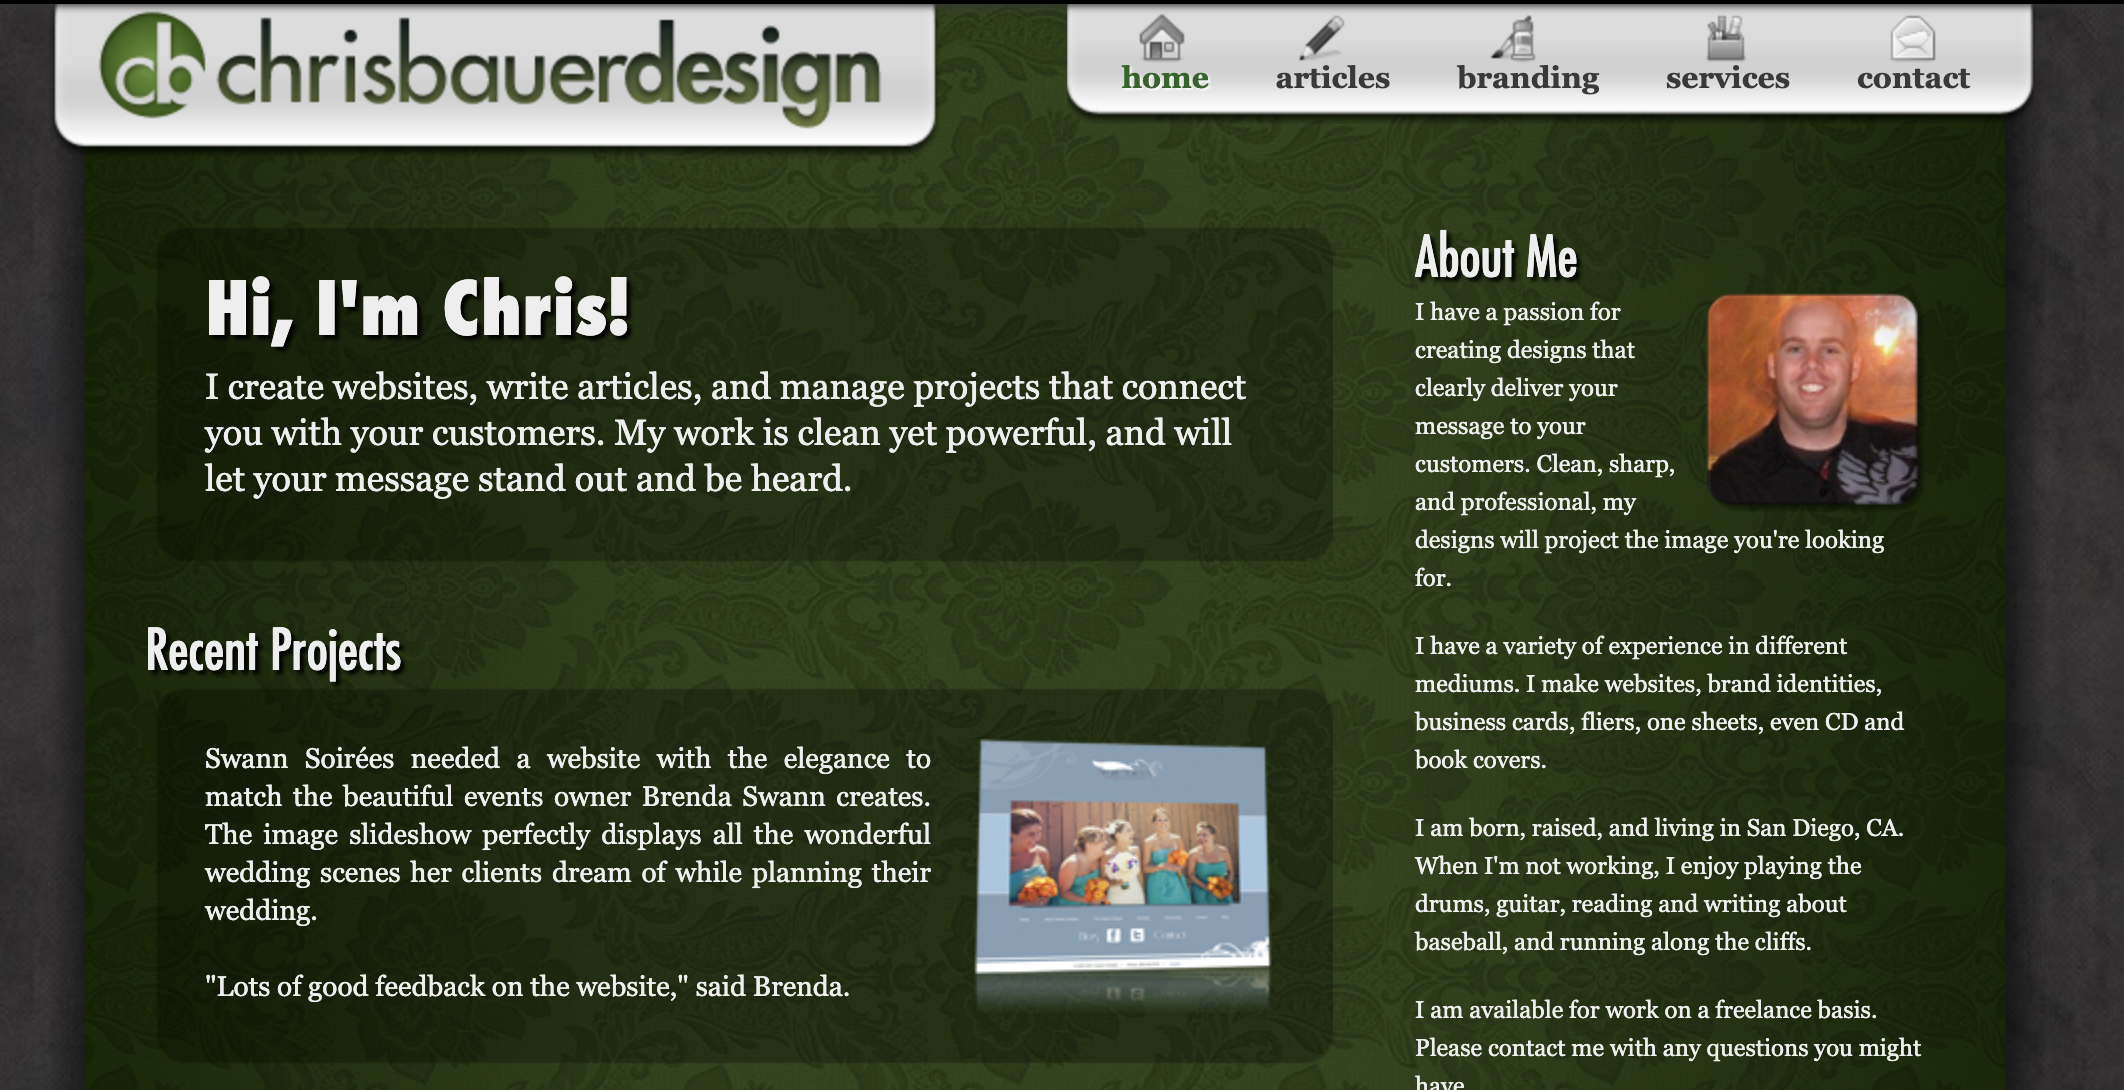 cb chrisbauerdesign
home articles branding services contact
Hi, I'm Chris!
I create websites, write articles, and manage projects that connect
you with your customers. My work is clean yet powerful, and will
let your message stand out and be heard.
Recent Projects
Swann Soirées needed a website with the elegance to
match the beautiful events owner Brenda Swann creates.
The image slideshow perfectly displays all the wonderful
wedding scenes her clients dream of while planning their
wedding.
"Lots of good feedback on the website," said Brenda.
Blog f t Contact
About Me
I have a passion for
creating designs that
clearly deliver your
message to your
customers. Clean, sharp,
and professional, my
designs will project the image you're looking
for.
I have a variety of experience in different
mediums. I make websites, brand identities,
business cards, fliers, one sheets, even CD and
book covers.
I am born, raised, and living in San Diego, CA.
When I'm not working, I enjoy playing the
drums, guitar, reading and writing about
baseball, and running along the cliffs.
I am available for work on a freelance basis.
Please contact me with any questions you might
have